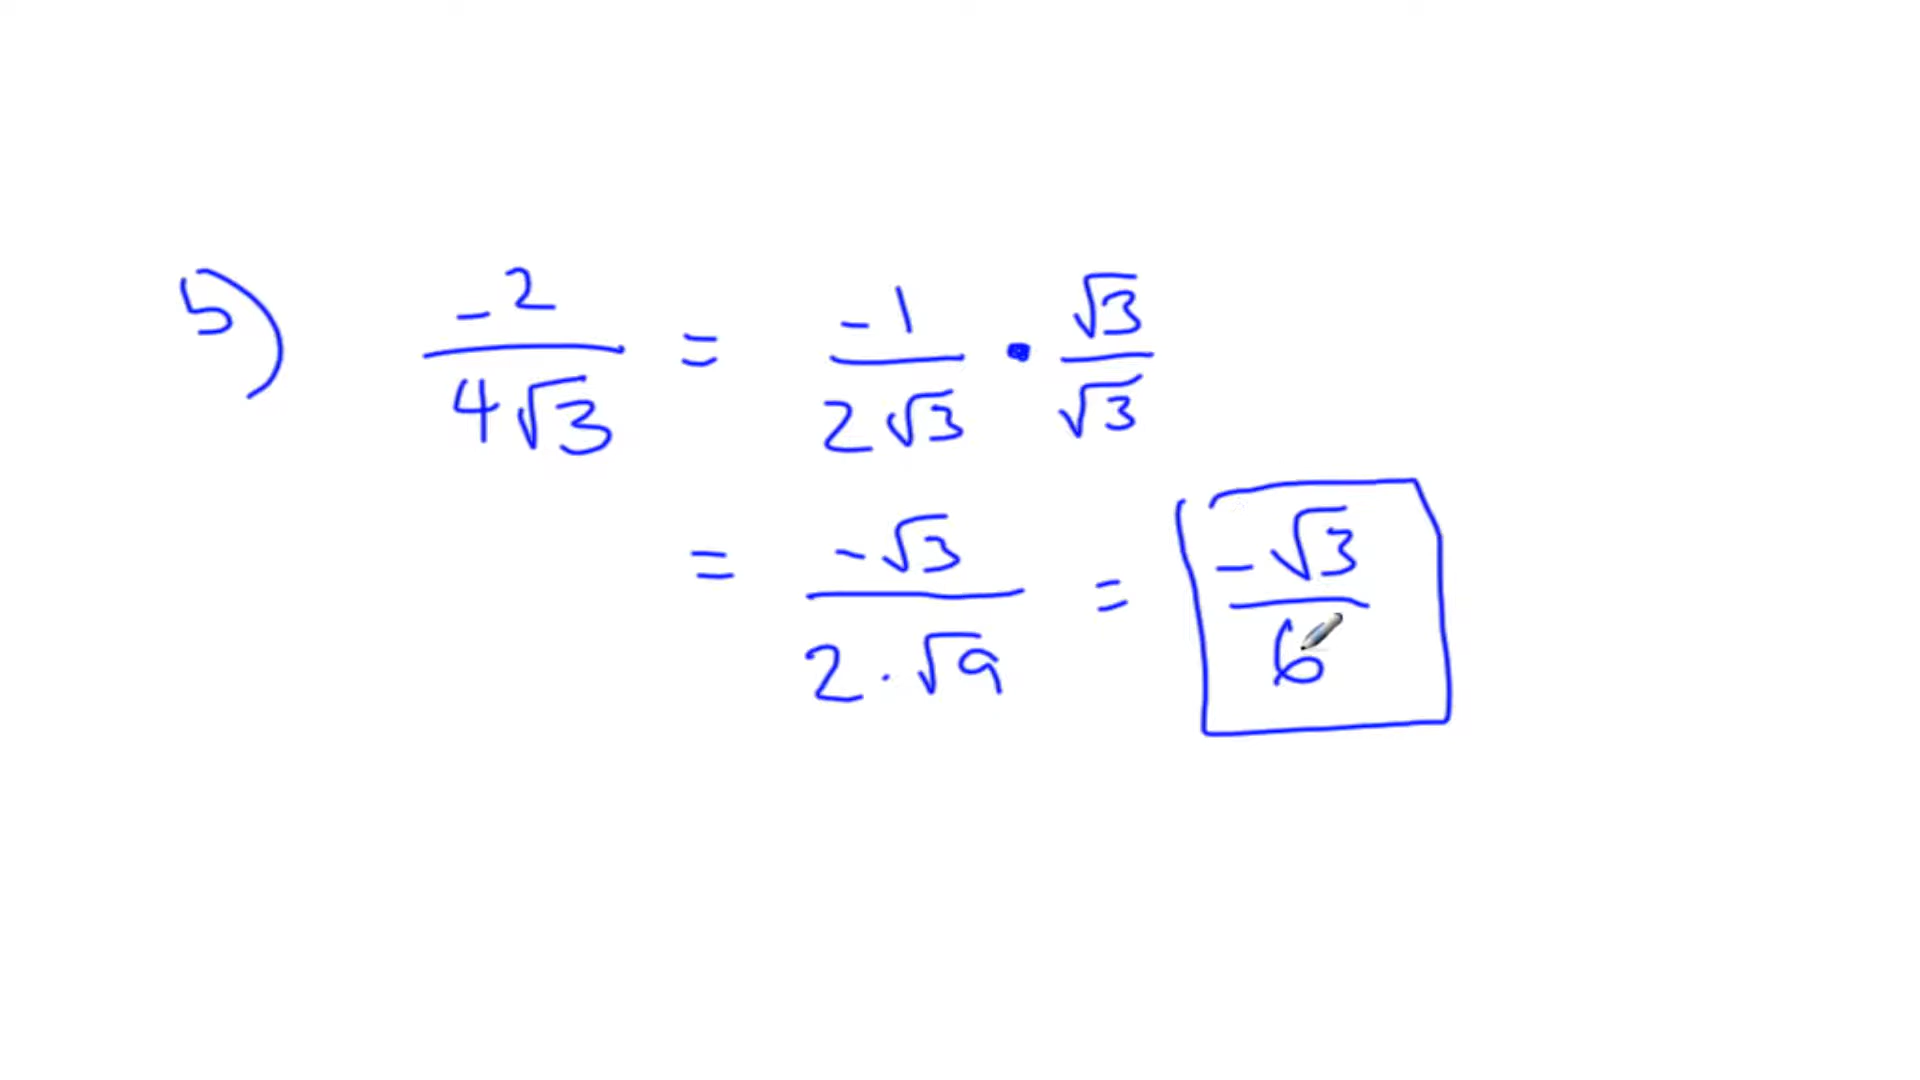 5) -2/4√3 = -1/2√3 · √3/√3
= -√3/2·√9 = -√3/6